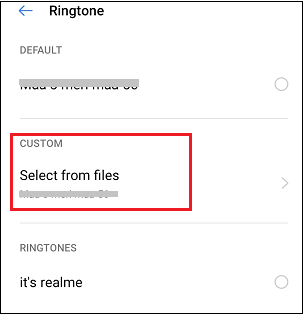 Ringtone
DEFAULT
CUSTOM
Select from files
RINGTONES
it's realme